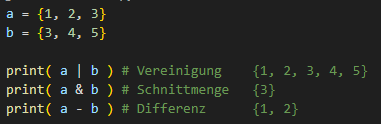 a = {1, 2, 3}
b = {3, 4, 5}
print( a | b ) # Vereinigung    {1, 2, 3, 4, 5}
print( a & b ) # Schnittmenge   {3}
print( a - b ) # Differenz      {1, 2}